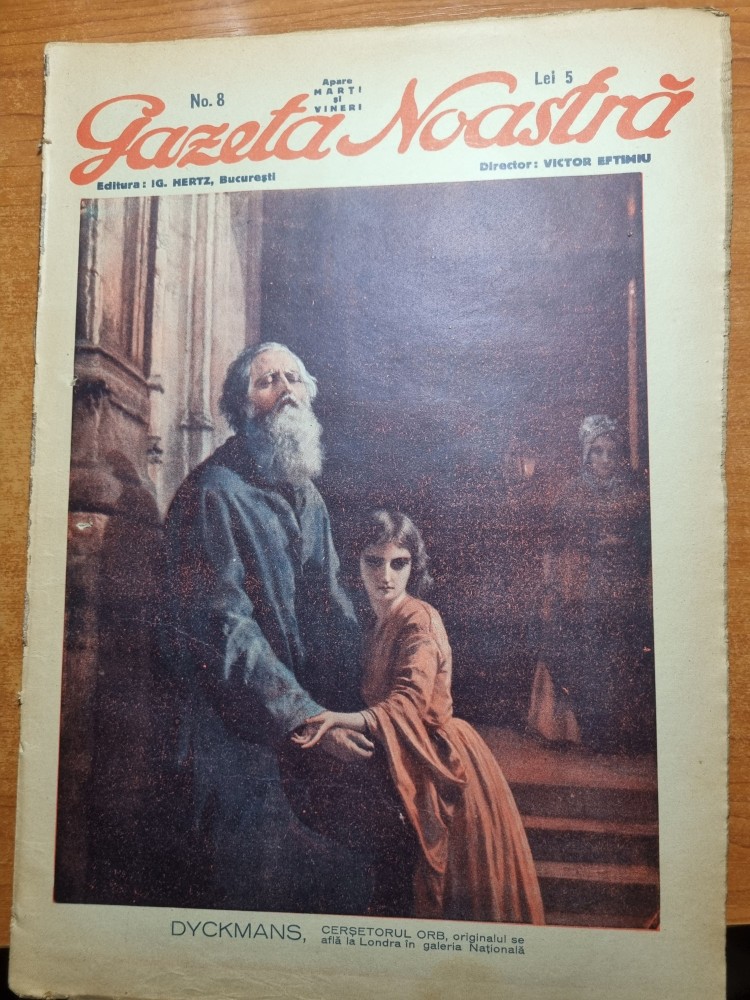 No. 8
Apare
MARȚI
și
VINERI
Lei 5
Gazeta Noastră
Editura: IG. HERTZ, București
Director: VICTOR EFTIMIU
DYCKMANS, CERȘETORUL ORB, originalul se
află la Londra în galeria Națională